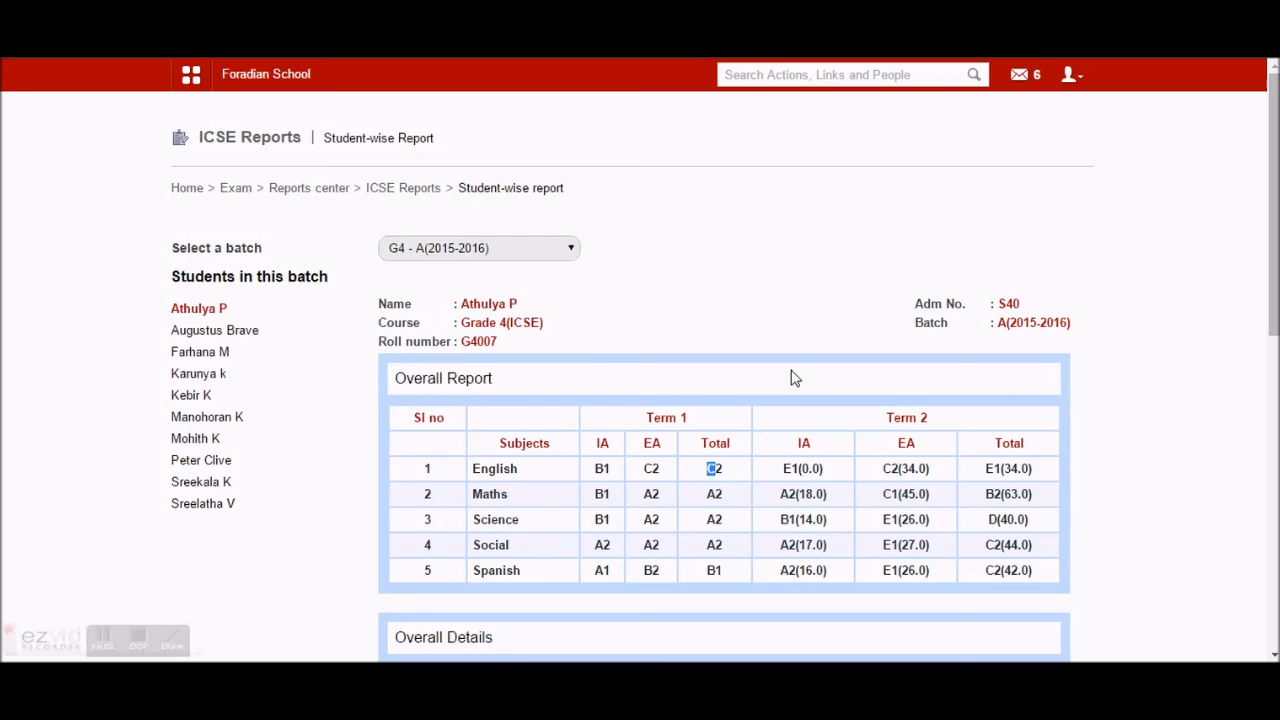 Foradian School
Search Actions, Links and People
6
ICSE Reports | Student-wise Report
Home > Exam > Reports center > ICSE Reports > Student-wise report
Select a batch
G4 - A(2015-2016)
Students in this batch
Athulya P
Augustus Brave
Farhana M
Karunya k
Kebir K
Manoharan K
Mohith K
Peter Clive
Sreekala K
Sreelatha V
Name : Athulya P Adm No. : S40
Course : Grade 4(ICSE) Batch : A(2015-2016)
Roll number : G4007
Overall Report
Sl no Term 1 Term 2
Subjects IA EA Total IA EA Total
1 English B1 C2 C2 E1(0.0) C2(34.0) E1(34.0)
2 Maths B1 A2 A2 A2(18.0) C1(45.0) B2(63.0)
3 Science B1 A2 A2 B1(14.0) E1(26.0) D(40.0)
4 Social A2 A2 A2 A2(17.0) E1(27.0) C2(44.0)
5 Spanish A1 B2 B1 A2(16.0) E1(26.0) C2(42.0)
Overall Details
ezvid
RECORDER
PAUSE STOP DRAW